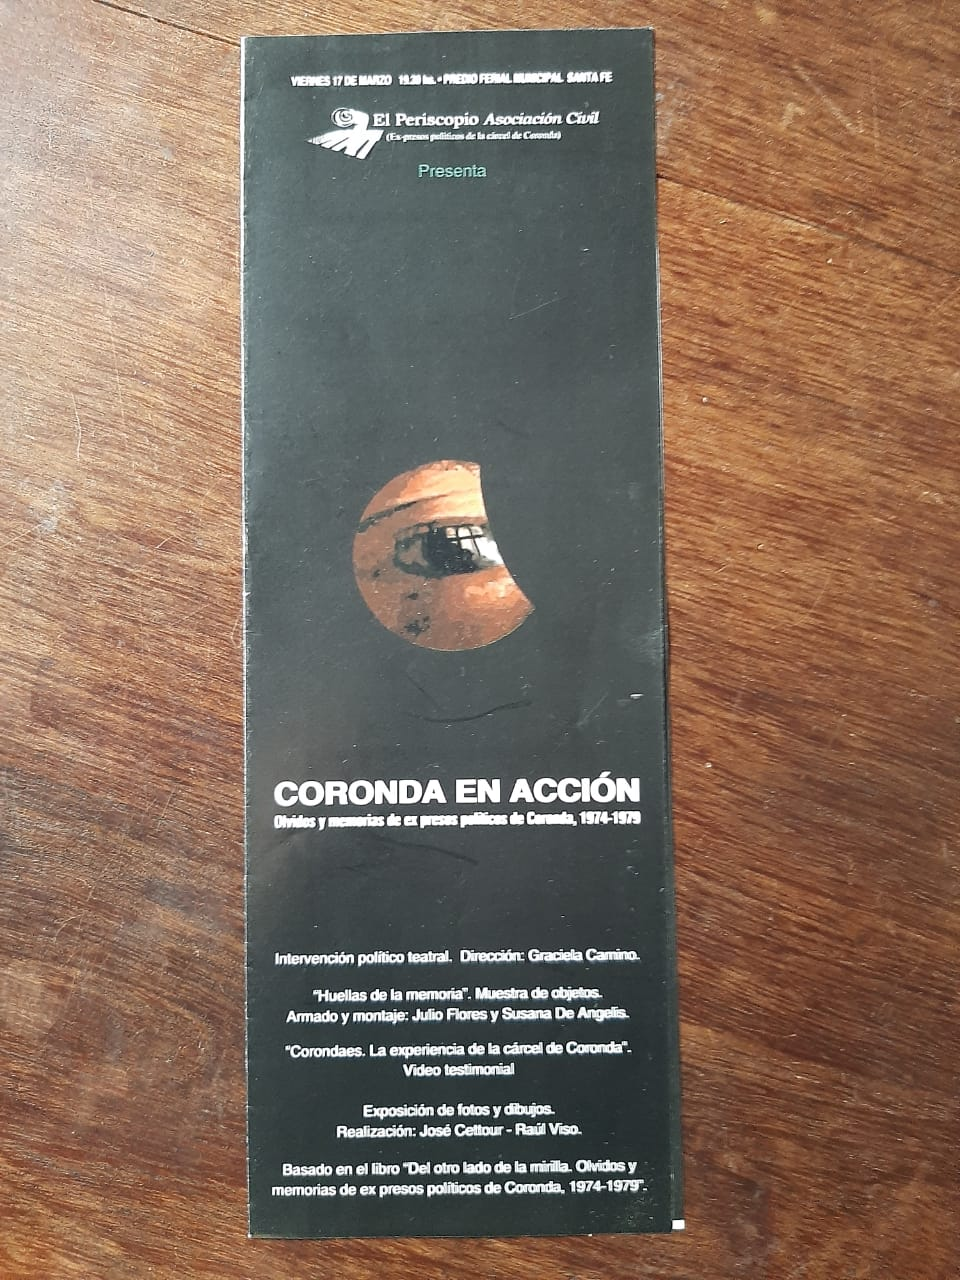 VIERNES 17 DE MARZO 19.30 hs. • PREDIO FERIAL MUNICIPAL SANTA FE
El Periscopio Asociación Civil
(Ex-presos políticos de la cárcel de Coronda)
Presenta
CORONDA EN ACCIÓN
Olvidos y memorias de ex presos políticos de Coronda, 1974-1979
Intervención político teatral. Dirección: Graciela Camino.
“Huellas de la memoria”. Muestra de objetos.
Armado y montaje: Julio Flores y Susana De Angelis.
“Corondaes. La experiencia de la cárcel de Coronda”.
Video testimonial
Exposición de fotos y dibujos.
Realización: José Cettour - Raúl Viso.
Basado en el libro “Del otro lado de la mirilla. Olvidos y
memorias de ex presos políticos de Coronda, 1974-1979”.